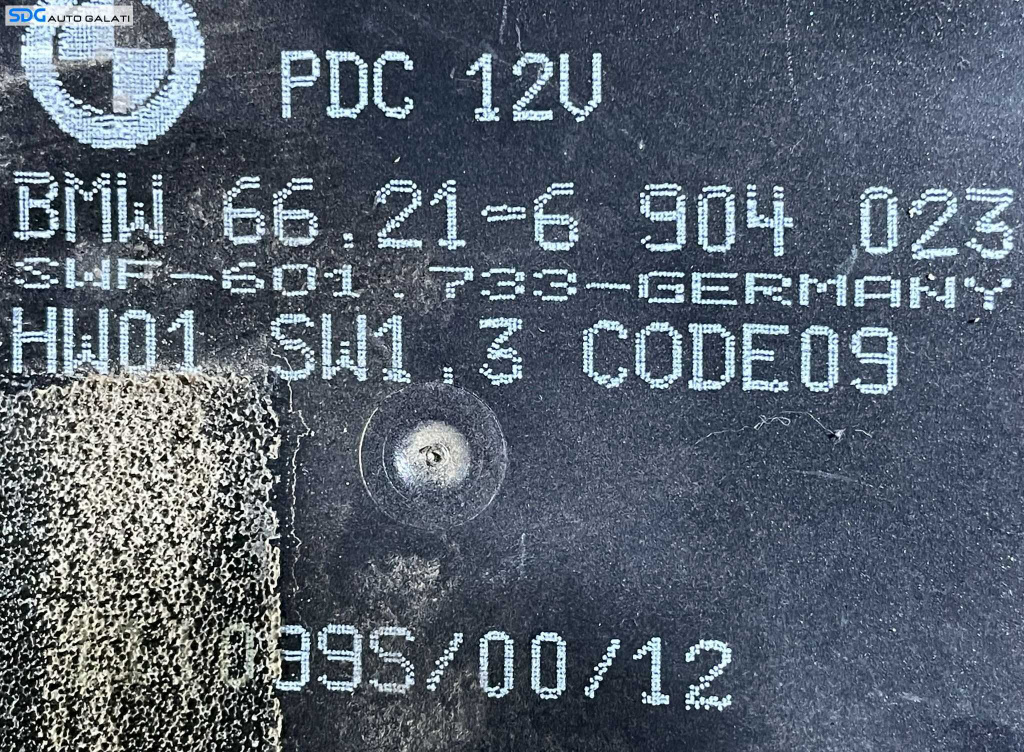 SDG AUTO GALATI
PDC 12V
BMW 66.21-6 904 023
SWF-601.733-GERMANY
HW01 SW1.3 CODE09
099S/00/12